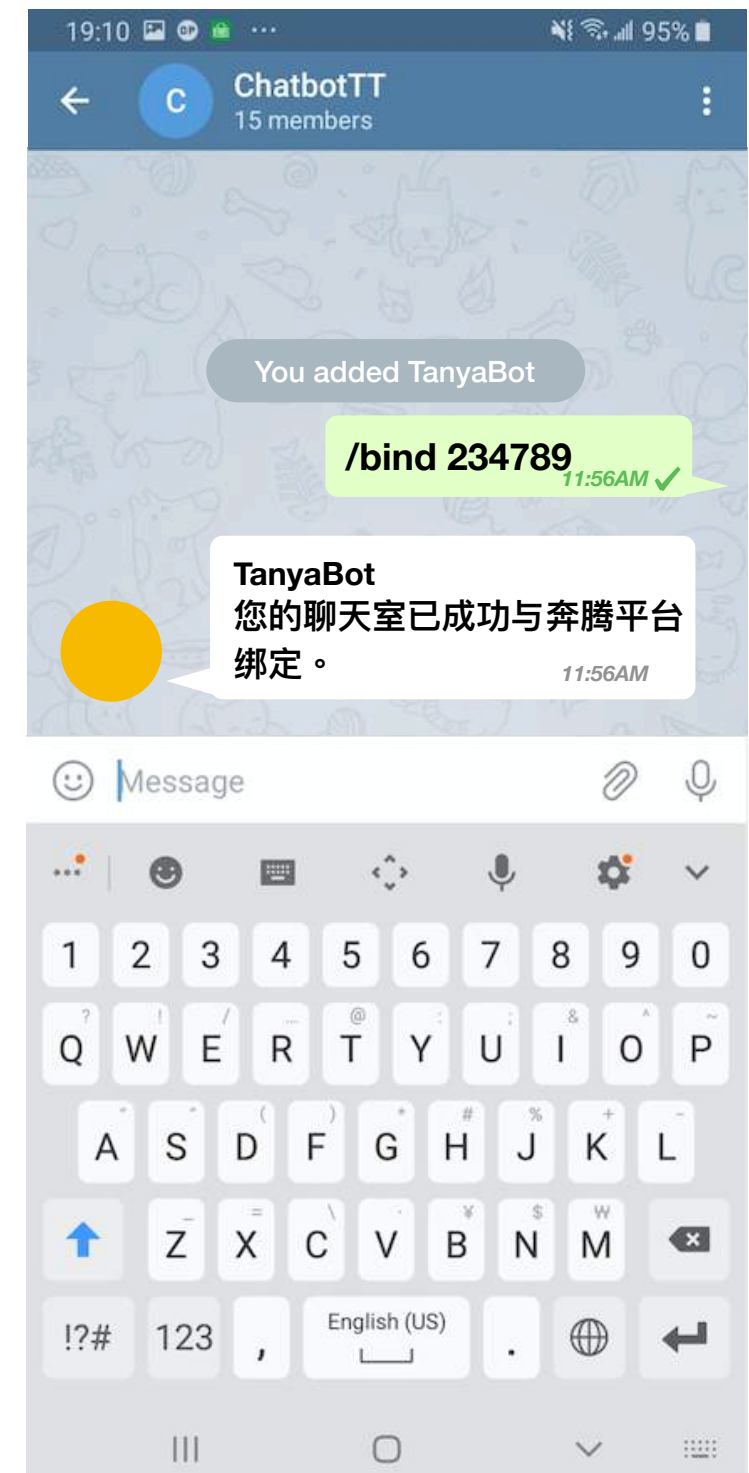 19:10 95%
C ChatbotTT
15 members
You added TanyaBot
/bind 234789
11:56AM
TanyaBot
您的聊天室已成功与奔腾平台
绑定。
11:56AM
Message
1 2 3 4 5 6 7 8 9 0
Q W E R T Y U I O P
A S D F G H J K L
Z X C V B N M
!?# 123 , English (US) .